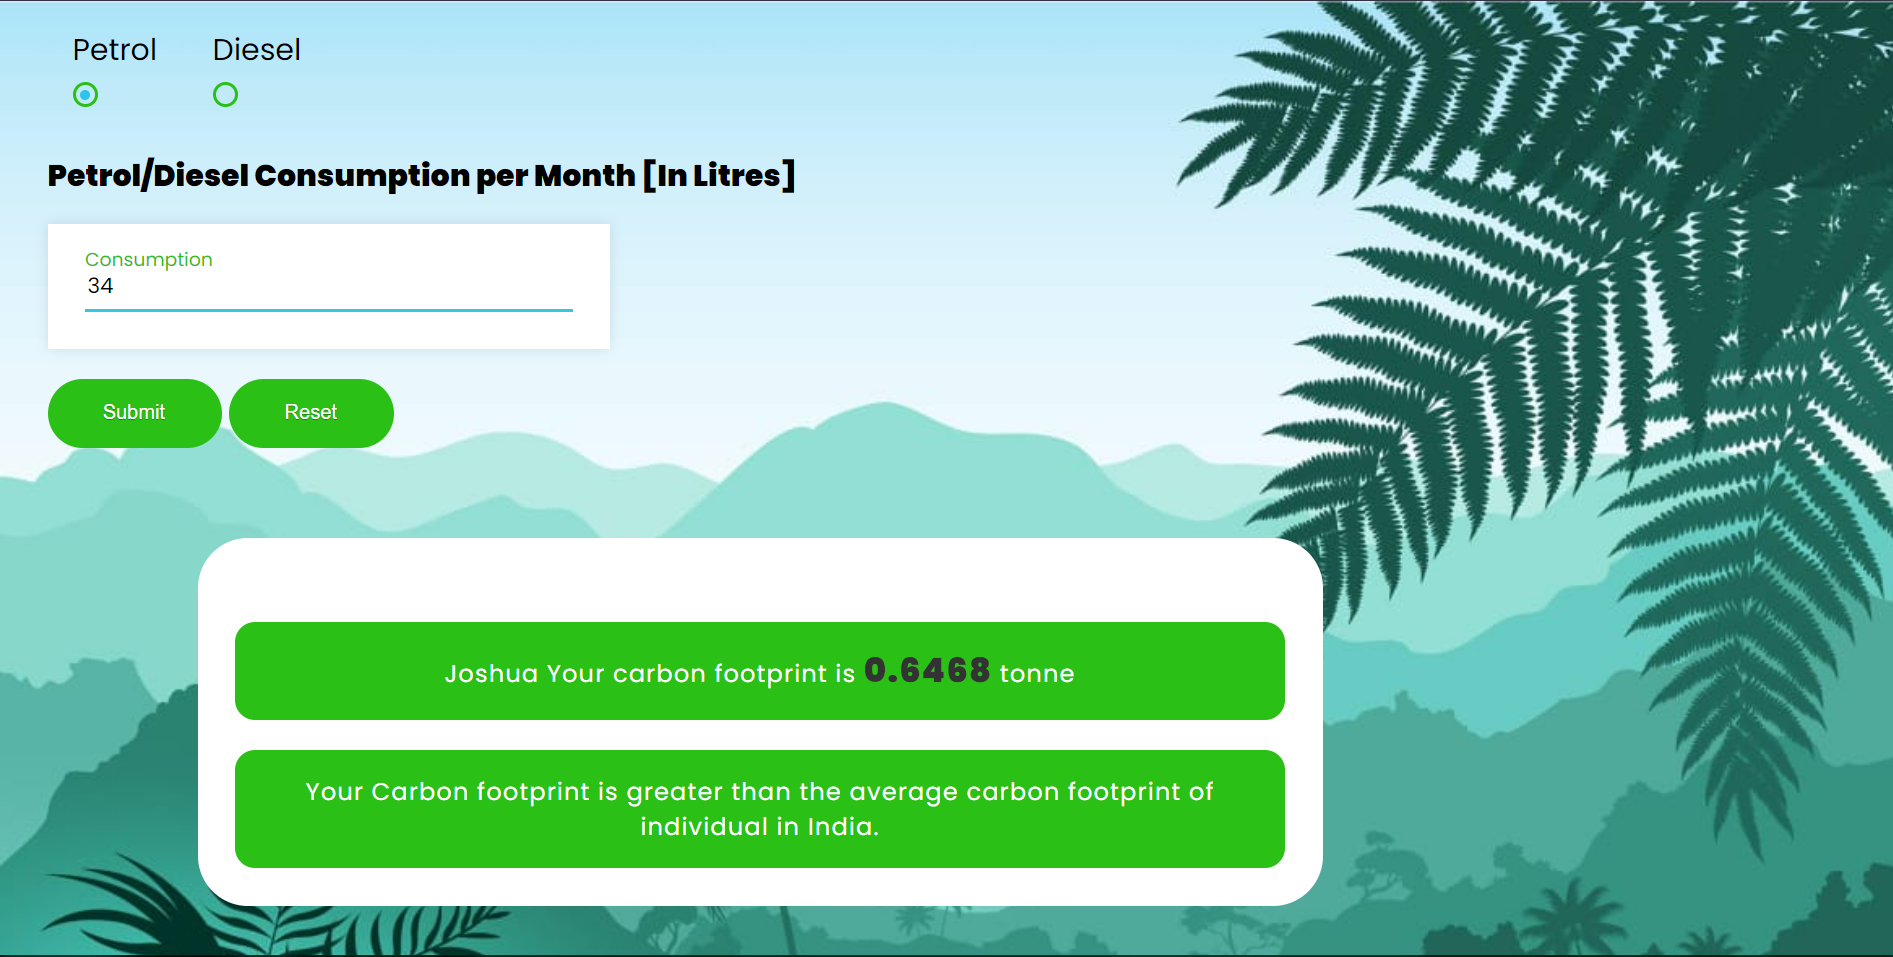 Petrol Diesel
Petrol/Diesel Consumption per Month [In Litres]
Consumption
34
Submit Reset
Joshua Your carbon footprint is 0.6468 tonne
Your Carbon footprint is greater than the average carbon footprint of
individual in India.